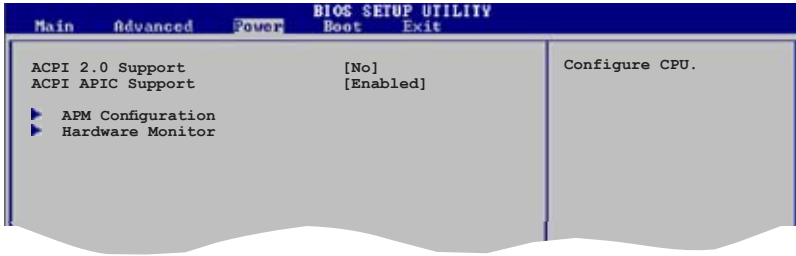 BIOS SETUP UTILITY
Main Advanced Power Boot Exit
ACPI 2.0 Support [No]
ACPI APIC Support [Enabled]
APM Configuration
Hardware Monitor
Configure CPU.